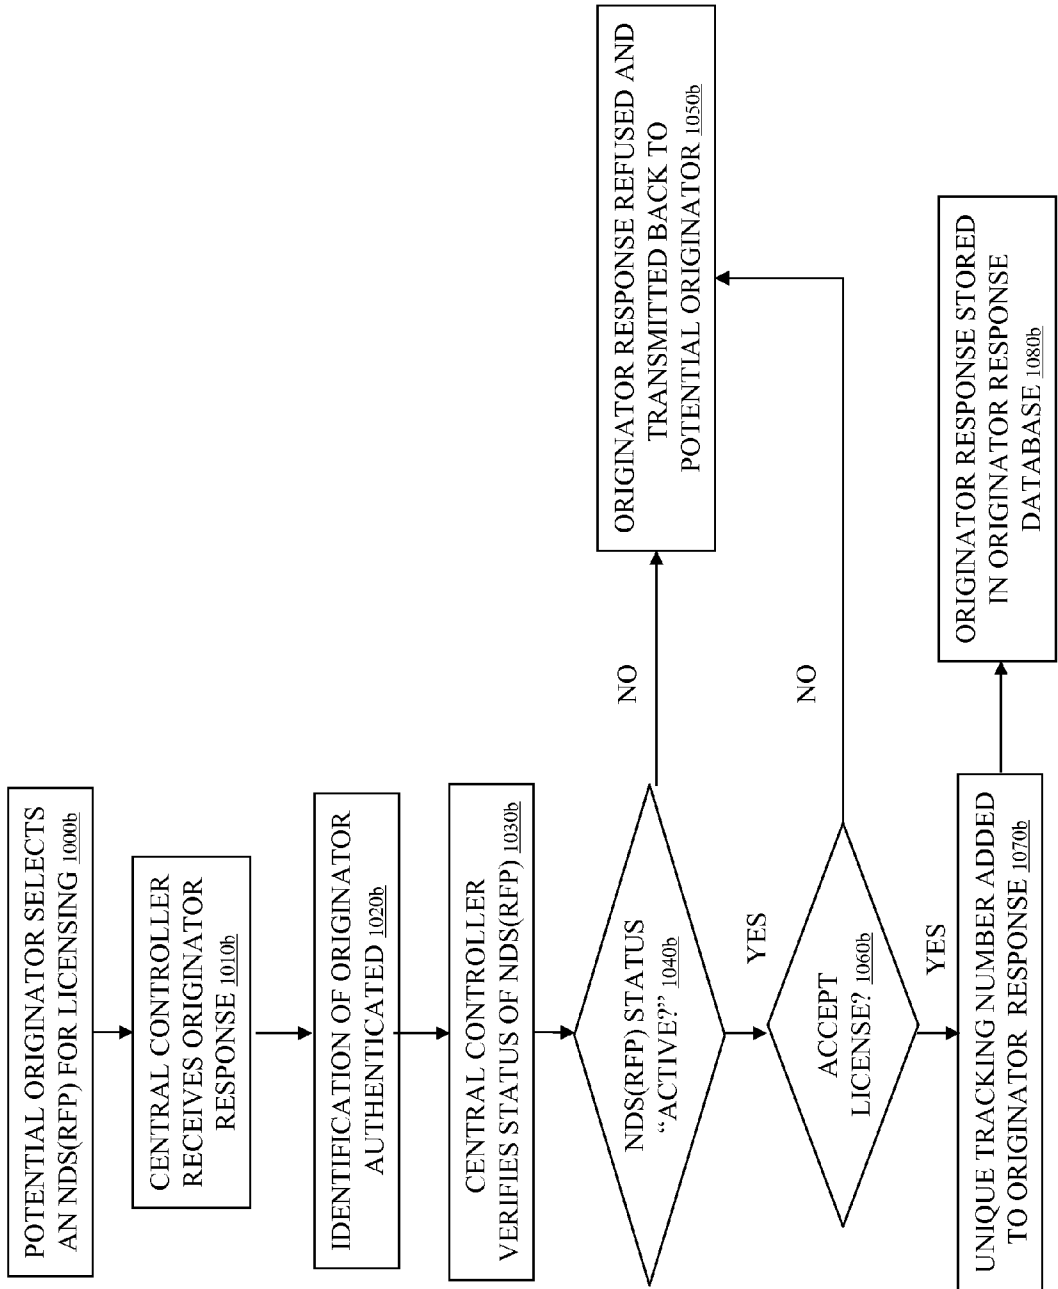 POTENTIAL ORIGINATOR SELECTS
AN NDS(RFP) FOR LICENSING 1000b
CENTRAL CONTROLLER
RECEIVES ORIGINATOR
RESPONSE 1010b
IDENTIFICATION OF ORIGINATOR
AUTHENTICATED 1020b
CENTRAL CONTROLLER
VERIFIES STATUS OF NDS(RFP) 1030b
NDS(RFP) STATUS
“ACTIVE?” 1040b
NO
ORIGINATOR RESPONSE REFUSED AND
TRANSMITTED BACK TO
POTENTIAL ORIGINATOR 1050b
YES
ACCEPT
LICENSE? 1060b
NO
YES
UNIQUE TRACKING NUMBER ADDED
TO ORIGINATOR RESPONSE 1070b
ORIGINATOR RESPONSE STORED
IN ORIGINATOR RESPONSE
DATABASE 1080b